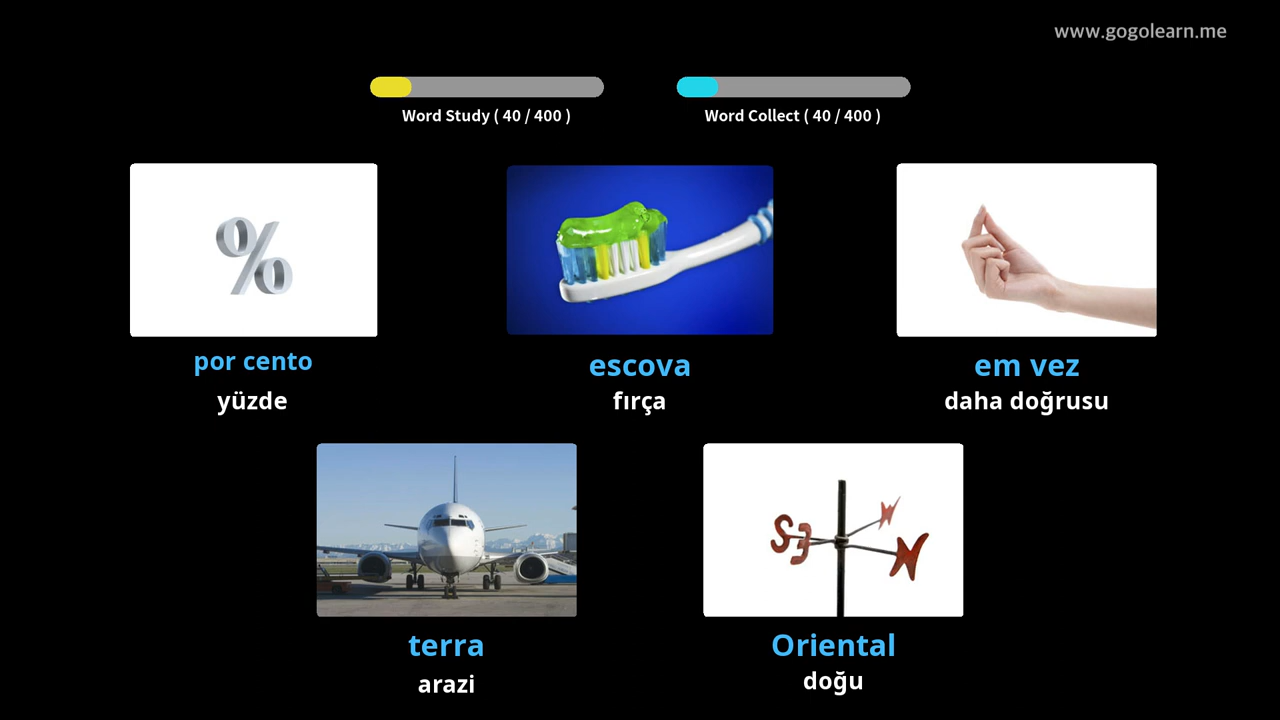 www.gogolearn.me
Word Study ( 40 / 400 )
Word Collect ( 40 / 400 )
%
por cento
yüzde
escova
fırça
em vez
daha doğrusu
terra
arazi
S E N W
Oriental
doğu